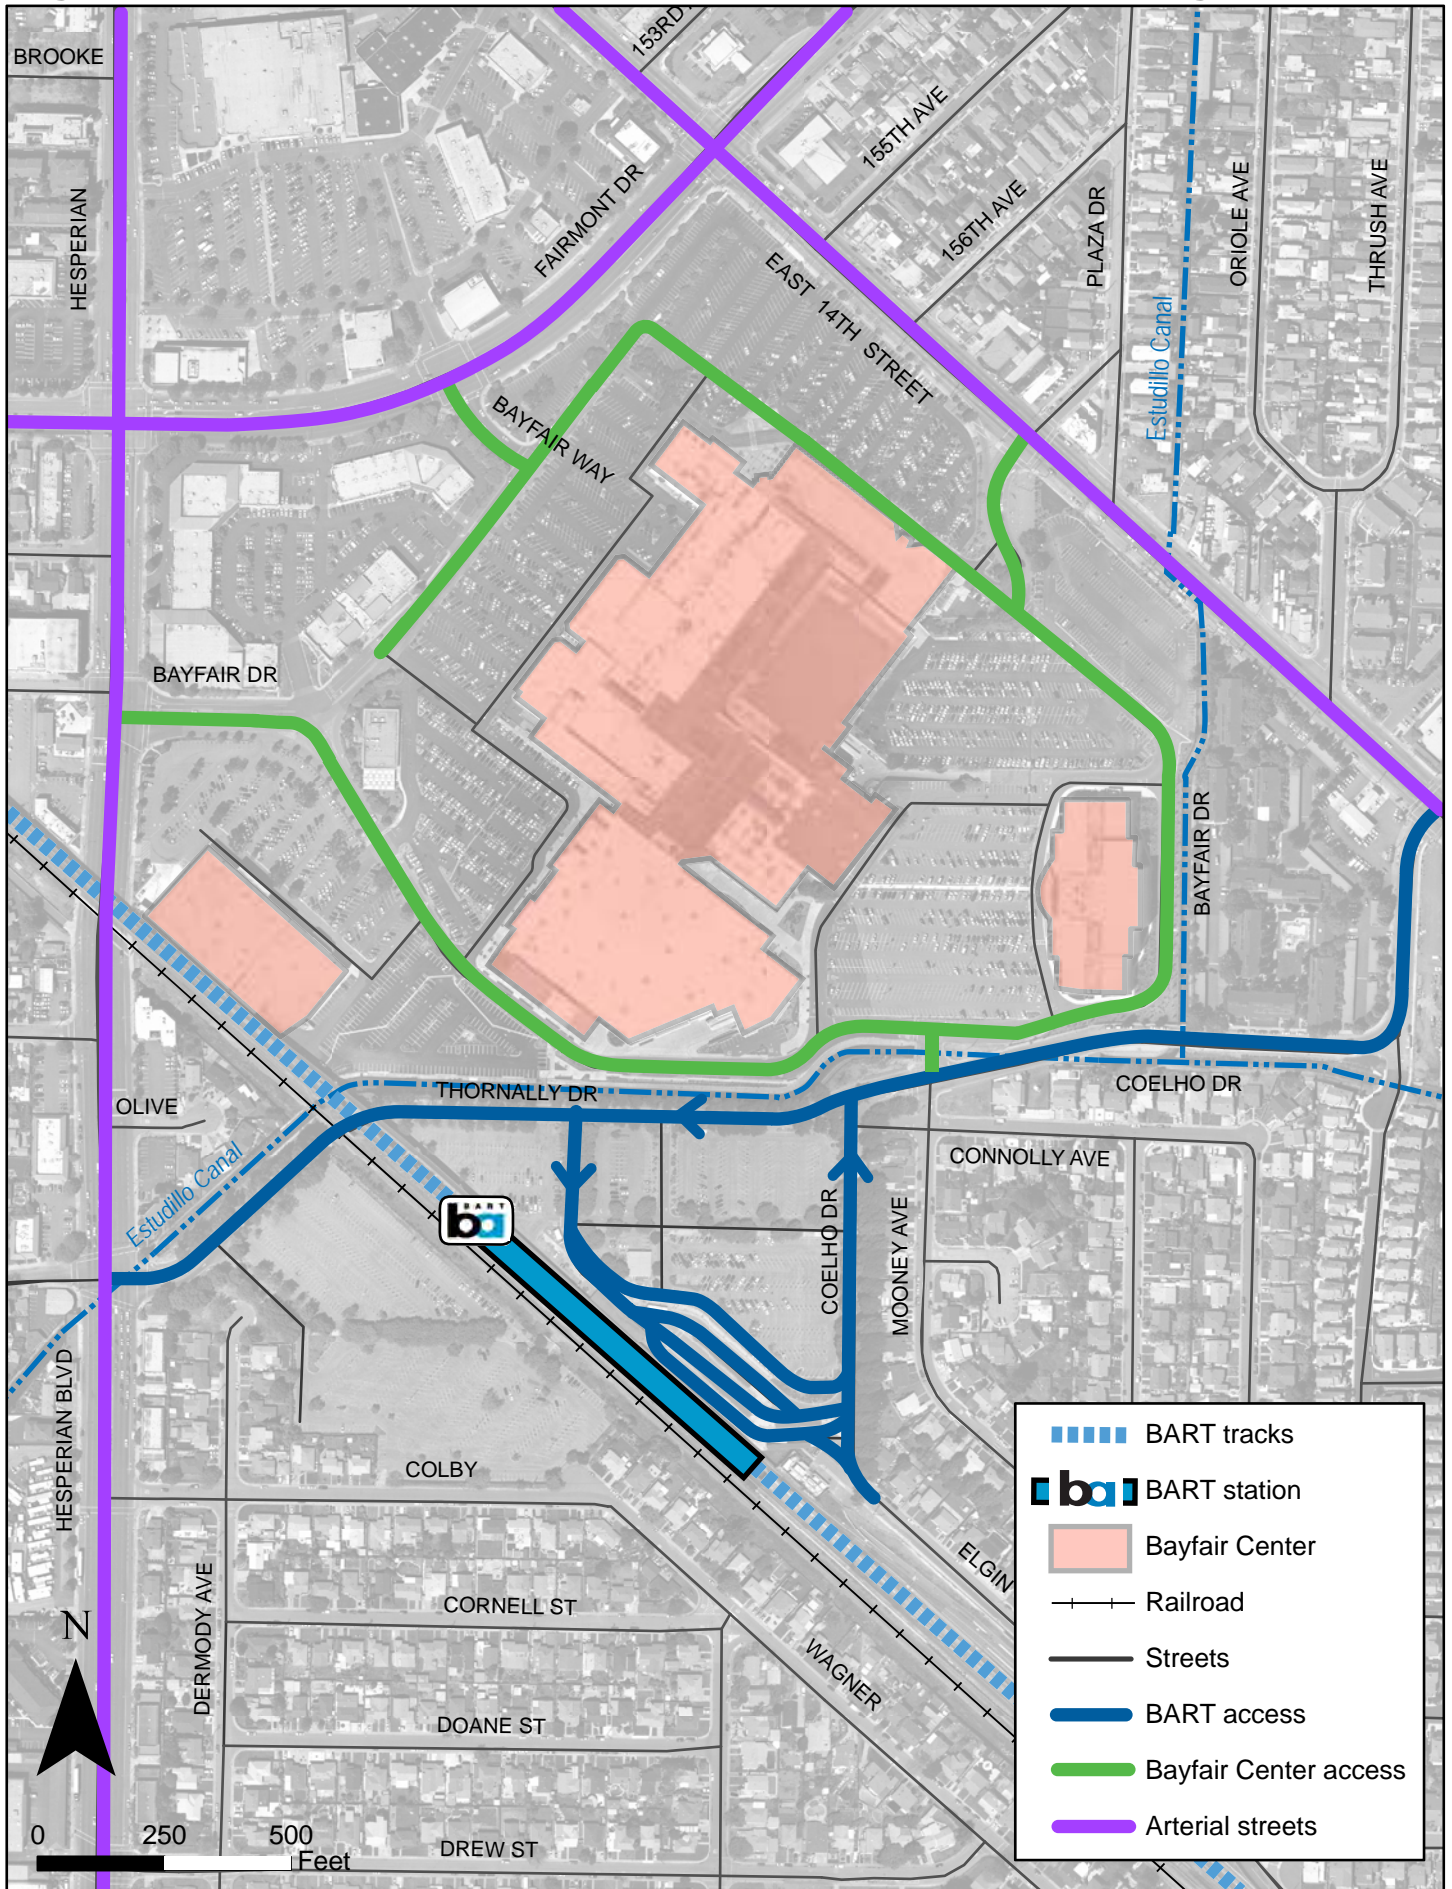 BROOKE
153RD
HESPERIAN
FAIRMONT DR
155TH AVE
156TH AVE
PLAZA DR
ORIOLE AVE
THRUSH AVE
EAST 14TH STREET
Estudillo Canal
BAYFAIR WAY
BAYFAIR DR
BAYFAIR DR
THORNALLY DR
COELHO DR
OLIVE
Estudillo Canal
CONNOLLY AVE
BART
ba
COELHO DR
MOONEY AVE
HESPERIAN BLVD
COLBY
ELGIN
CORNELL ST
DERMODY AVE
WAGNER
DOANE ST
DREW ST
N
0 250 500
Feet
BART tracks
ba BART station
Bayfair Center
Railroad
Streets
BART access
Bayfair Center access
Arterial streets